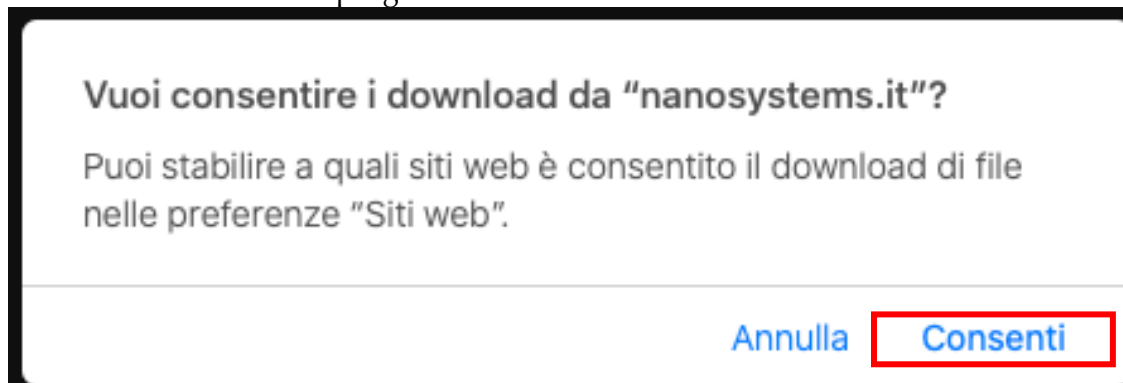 Vuoi consentire i download da “nanosystems.it”?
Puoi stabilire a quali siti web è consentito il download di file
nelle preferenze “Siti web”.
Annulla Consenti